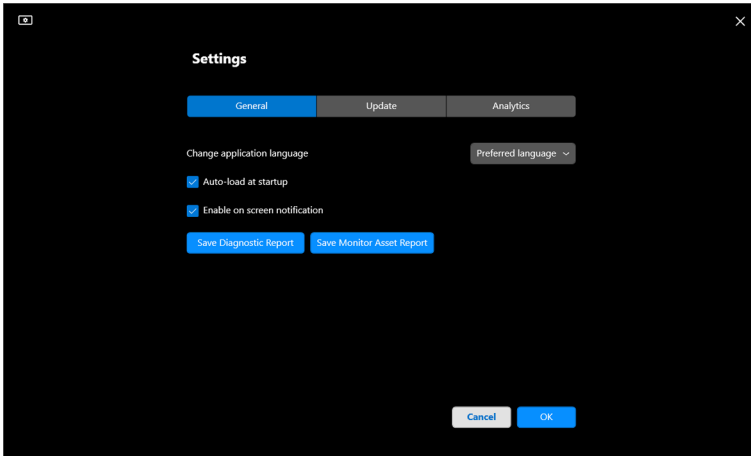 Settings
General
Update
Analytics
Change application language
Preferred language
Auto-load at startup
Enable on screen notification
Save Diagnostic Report
Save Monitor Asset Report
Cancel
OK